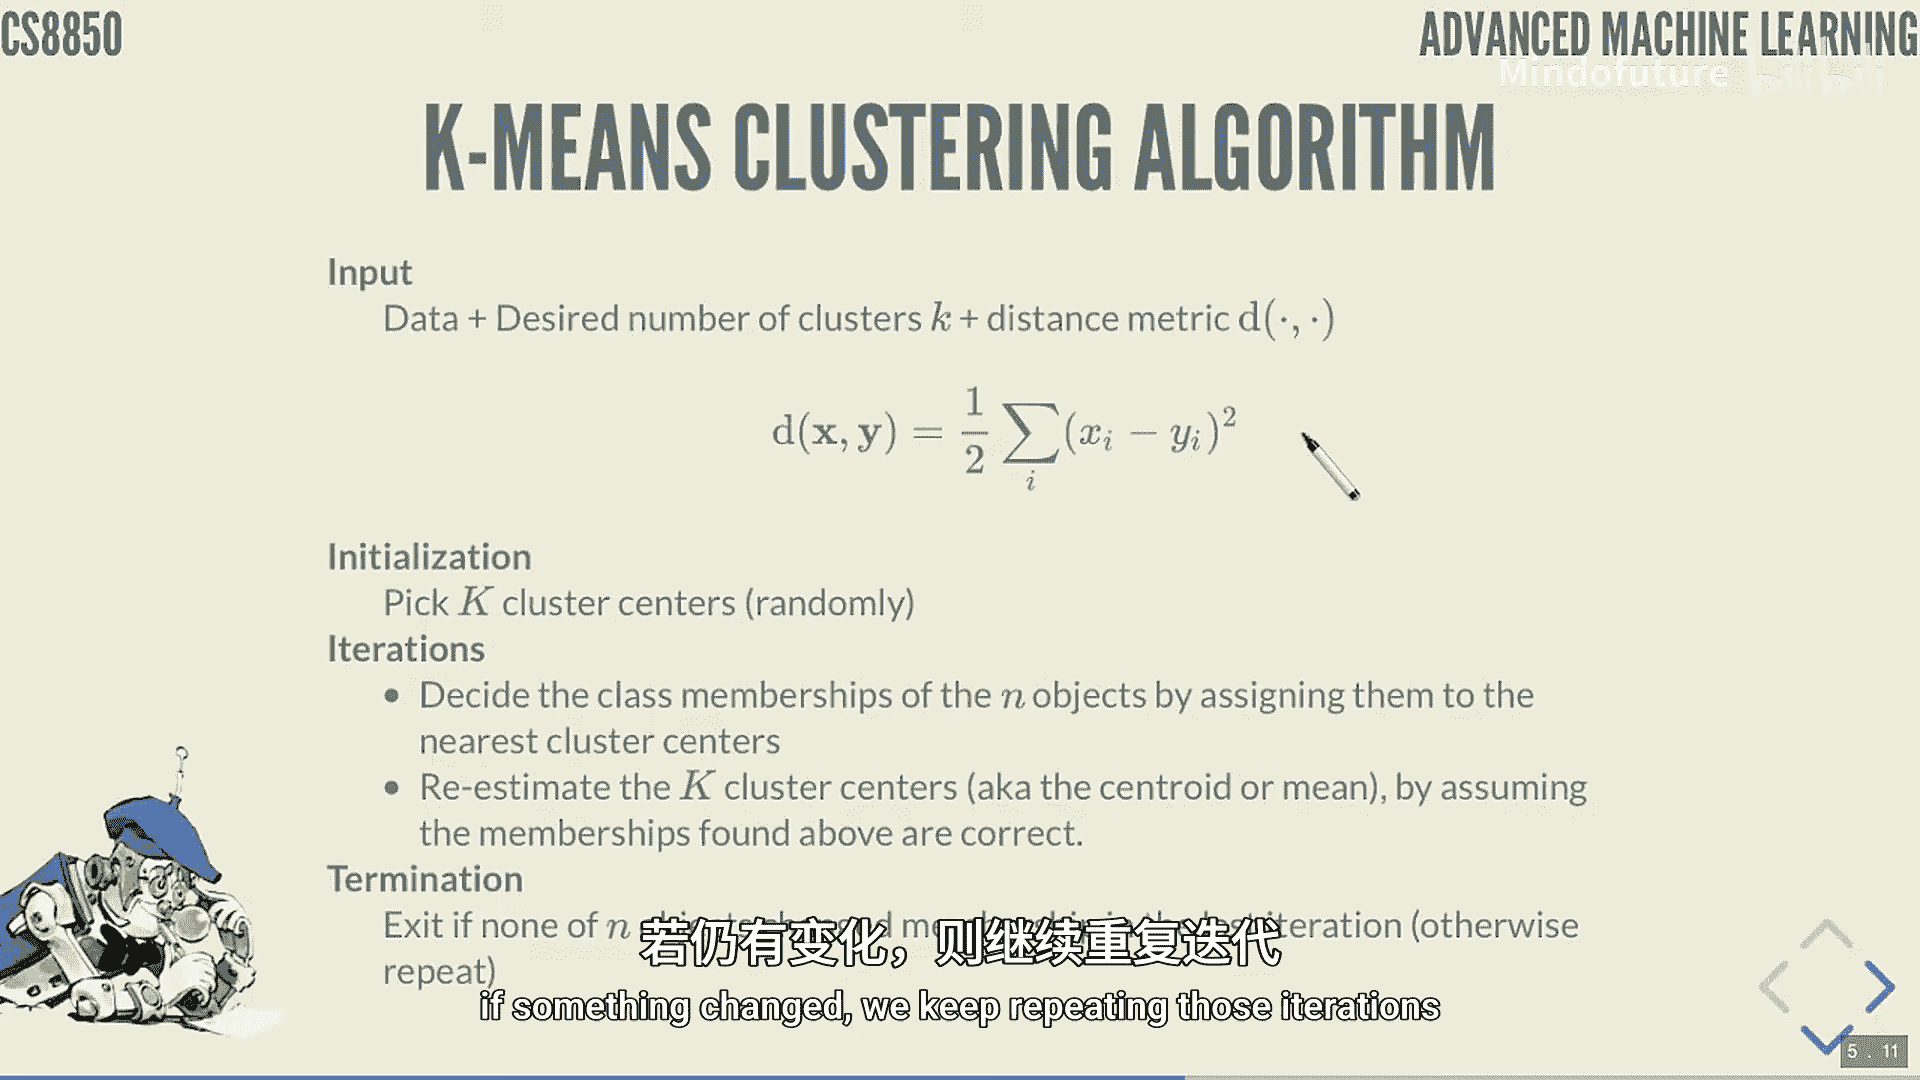 CS8850
ADVANCED MACHINE LEARNING
Mindofuture
K-MEANS CLUSTERING ALGORITHM
Input
Data + Desired number of clusters k + distance metric d(·, ·)
d(x, y) = 1/2 ∑_i (x_i − y_i)^2
Initialization
Pick K cluster centers (randomly)
Iterations
• Decide the class memberships of the n objects by assigning them to the
nearest cluster centers
• Re-estimate the K cluster centers (aka the centroid or mean), by assuming
the memberships found above are correct.
Termination
Exit if none of n iteration (otherwise
repeat)
若仍有变化，则继续重复迭代
if something changed, we keep repeating those iterations
5 . 11